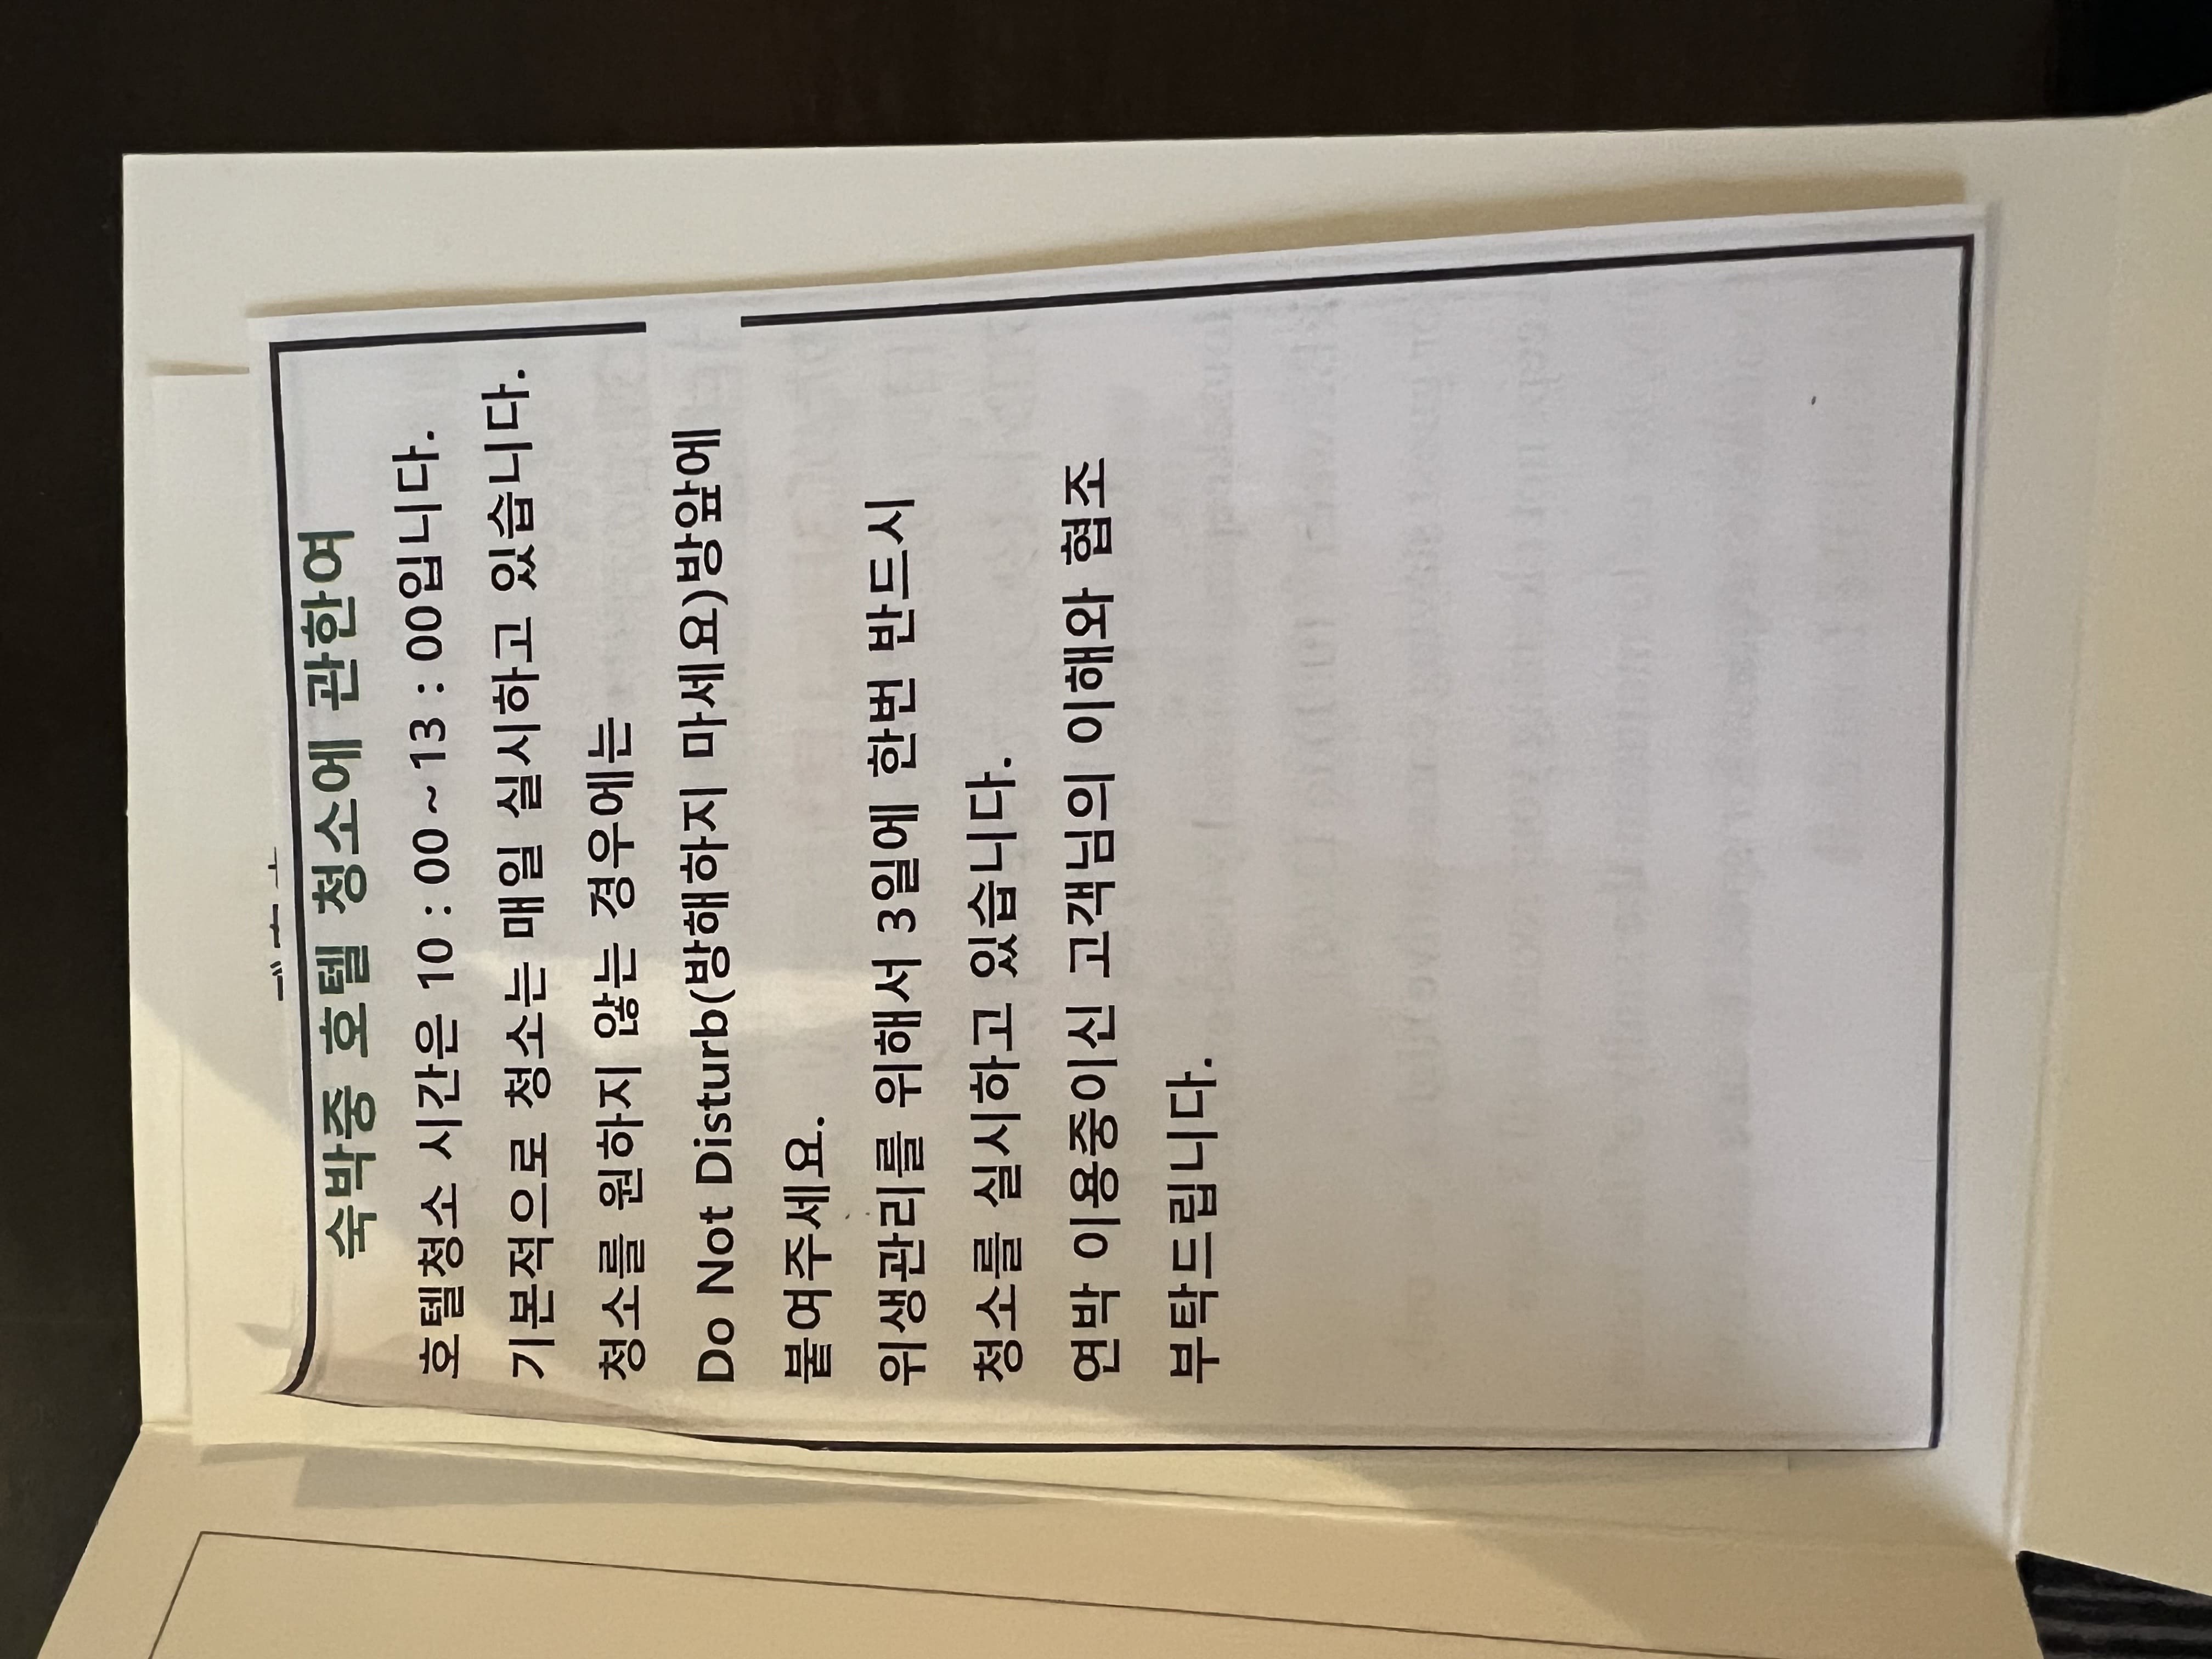 숙박중 호텔 청소에 관한여
호텔청소 시간은 10 : 00 ~ 13 : 00입니다.
기본적으로 청소는 매일 실시하고 있습니다.
청소를 원하지 않는 경우에는
Do Not Disturb(방해하지 마세요)방앞에
붙여주세요.
위생관리를 위해서 3일에 한번 반드시
청소를 실시하고 있습니다.
연박 이용중이신 고객님의 이해와 협조
부탁드립니다.